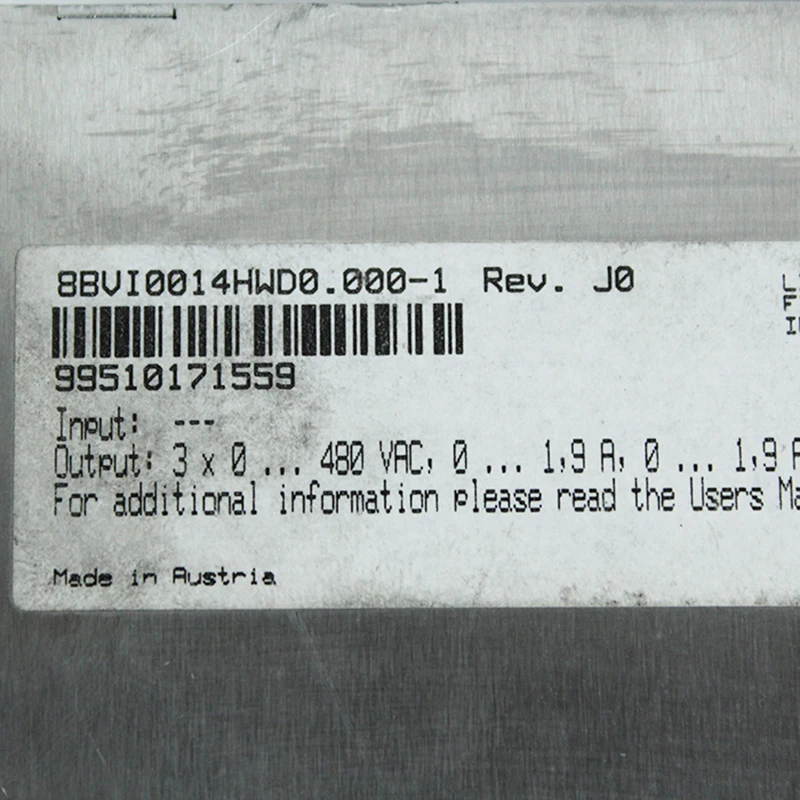 8BVI0014HWD0.000-1 Rev. J0
99510171559
Input: ---
Output: 3 x 0 ... 480 VAC, 0 ... 1,9 A, 0 ... 1,9 A
For additional information please read the Users
Made in Austria